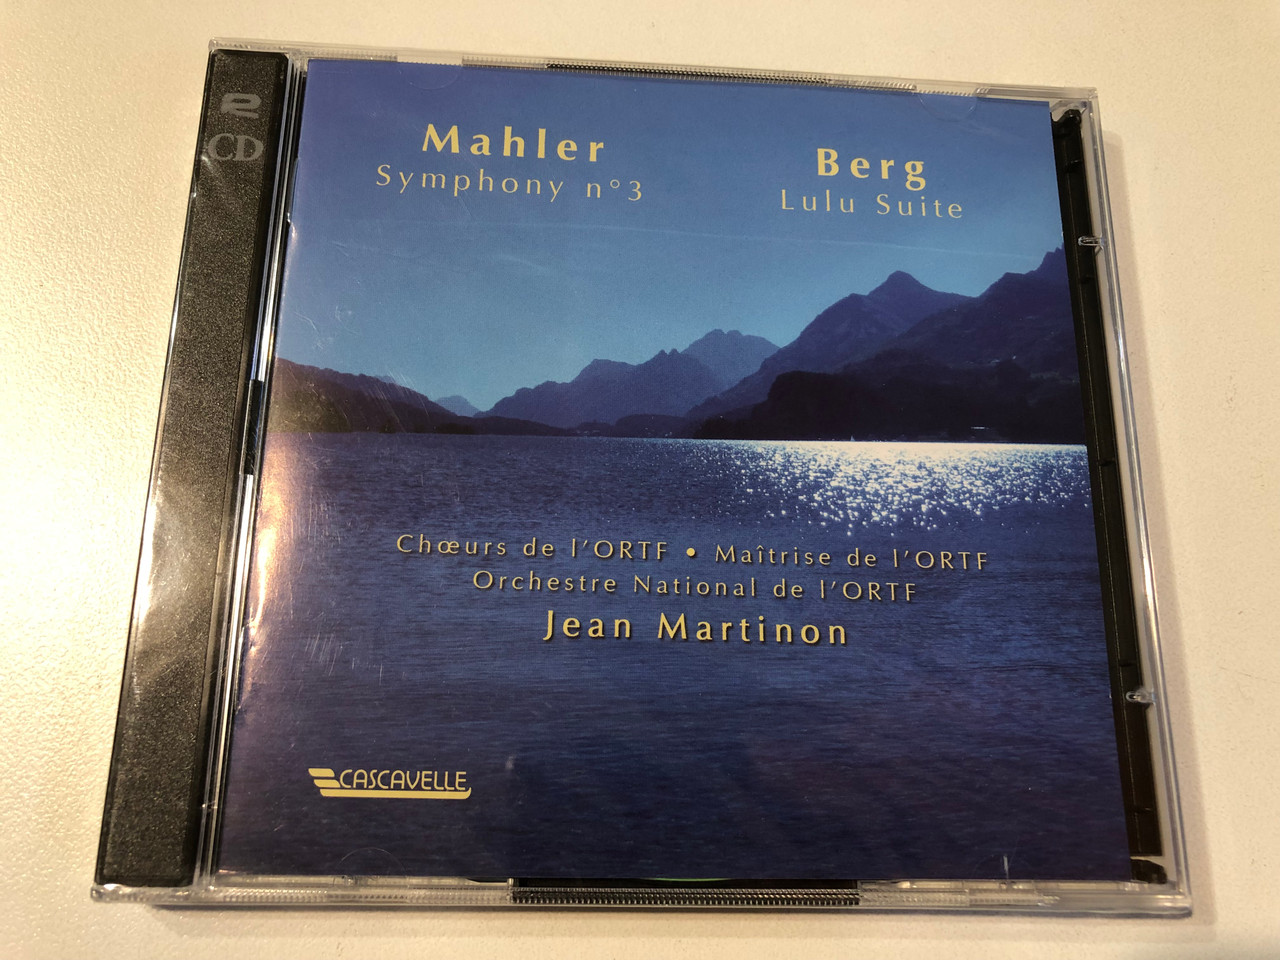 2
CD
Mahler
Symphony n°3
Berg
Lulu Suite
Chœurs de l'ORTF • Maîtrise de l'ORTF
Orchestre National de l'ORTF
Jean Martinon
CASCAVELLE